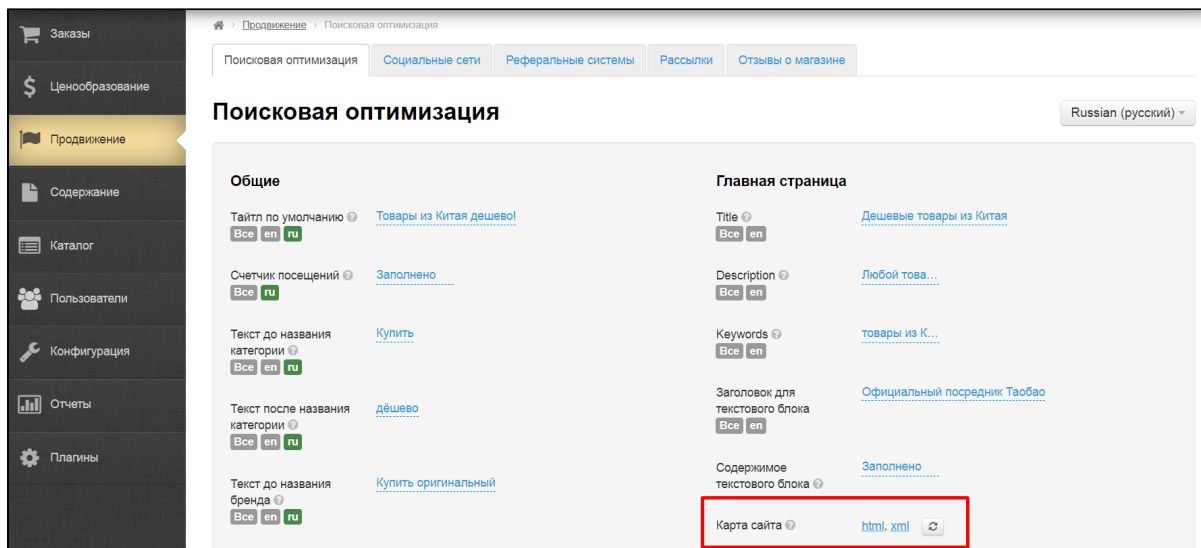 Заказы
Ценообразование
Продвижение
Содержание
Каталог
Пользователи
Конфигурация
Отчеты
Плагины
Продвижение › Поисковая оптимизация
Поисковая оптимизация
Социальные сети
Реферальные системы
Рассылки
Отзывы о магазине
Поисковая оптимизация
Russian (русский)
Общие
Тайтл по умолчанию ?
Товары из Китая дешево!
Все en ru
Счетчик посещений ?
Заполнено
Все ru
Текст до названия
категории ?
Купить
Все en ru
Текст после названия
категории ?
дёшево
Все en ru
Текст до названия
бренда ?
Купить оригинальный
Все en ru
Главная страница
Title ?
Дешевые товары из Китая
Все en
Description ?
Любой това...
Все en
Keywords ?
товары из К...
Все en
Заголовок для
текстового блока
Официальный посредник Таобао
Все en
Содержимое
текстового блока ?
Заполнено
Карта сайта ?
html, xml